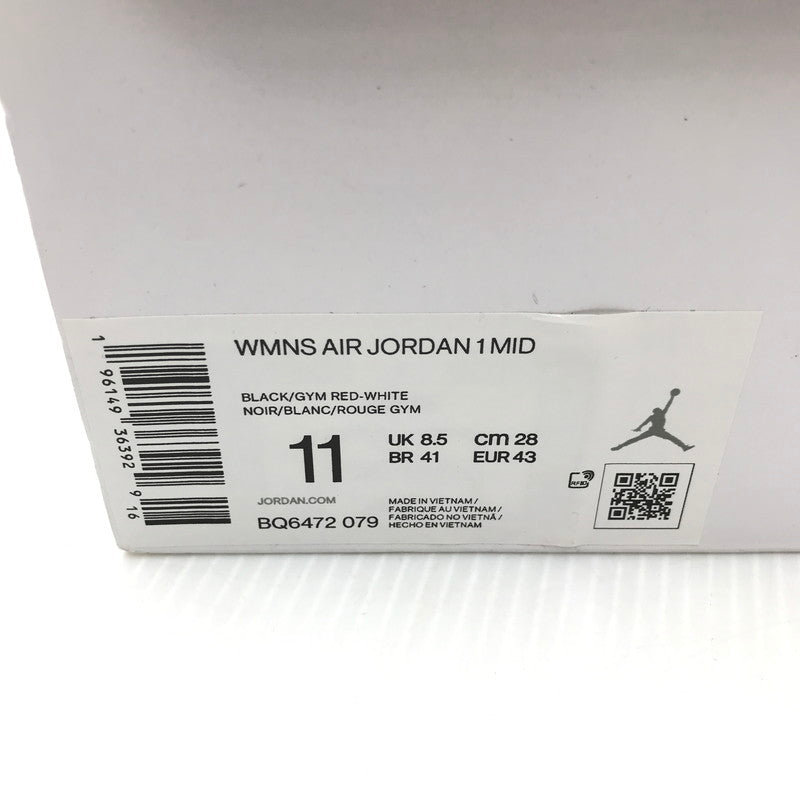 WMNS AIR JORDAN 1 MID
BLACK/GYM RED-WHITE
NOIR/BLANC/ROUGE GYM
11
UK 8.5 cm 28
BR 41 EUR 43
JORDAN.COM
BQ6472 079
MADE IN VIETNAM /
FABRIQUE AU VIETNAM /
FABRICADO NO VIETNÃ /
HECHO EN VIETNAM
RFID
1 96149 36392 9 16